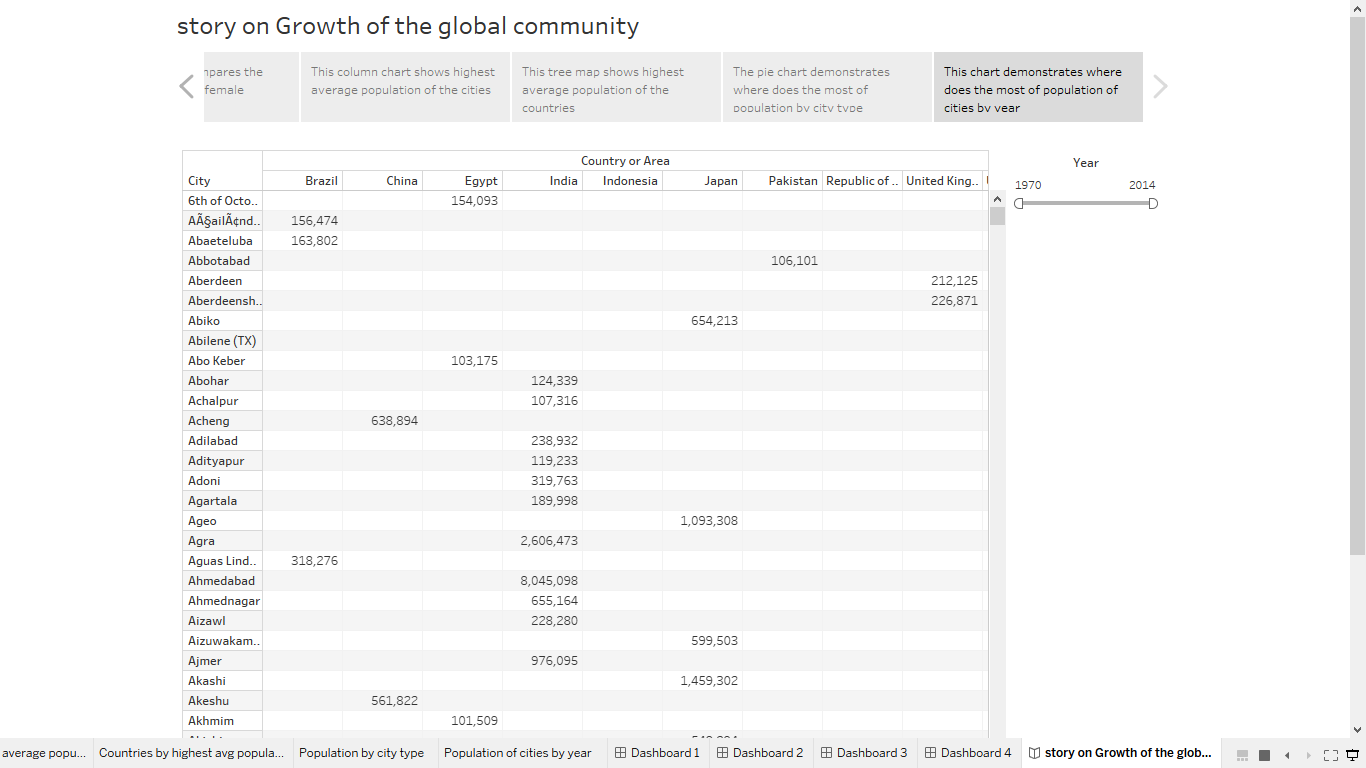 story on Growth of the global community
npares the
female
This column chart shows highest
average population of the cities
This tree map shows highest
average population of the
countries
The pie chart demonstrates
where does the most of
population by city type
This chart demonstrates where
does the most of population of
cities by year
Country or Area
City Brazil China Egypt India Indonesia Japan Pakistan Republic of .. United King..
6th of Octo.. 154,093
AÃ§ailÃ¢nd.. 156,474
Abaeteluba 163,802
Abbotabad 106,101
Aberdeen 212,125
Aberdeensh.. 226,871
Abiko 654,213
Abilene (TX)
Abo Keber 103,175
Abohar 124,339
Achalpur 107,316
Acheng 638,894
Adilabad 238,932
Adityapur 119,233
Adoni 319,763
Agartala 189,998
Ageo 1,093,308
Agra 2,606,473
Aguas Lind.. 318,276
Ahmedabad 8,045,098
Ahmednagar 655,164
Aizawl 228,280
Aizuwakam.. 599,503
Ajmer 976,095
Akashi 1,459,302
Akeshu 561,822
Akhmim 101,509
Year
1970 2014
average popu... Countries by highest avg popula... Population by city type Population of cities by year Dashboard 1 Dashboard 2 Dashboard 3 Dashboard 4 story on Growth of the glob...